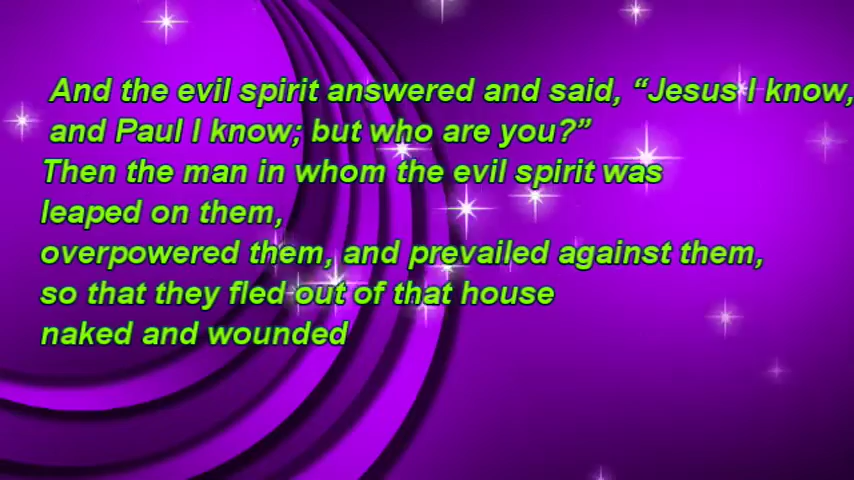 And the evil spirit answered and said, “Jesus I know,
and Paul I know; but who are you?”
Then the man in whom the evil spirit was
leaped on them,
overpowered them, and prevailed against them,
so that they fled out of that house
naked and wounded